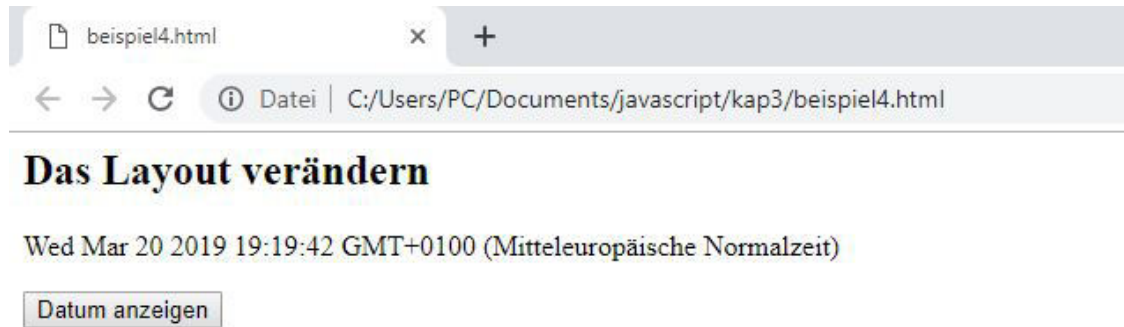 beispiel4.html
Datei | C:/Users/PC/Documents/javascript/kap3/beispiel4.html
Das Layout verändern
Wed Mar 20 2019 19:19:42 GMT+0100 (Mitteleuropäische Normalzeit)
Datum anzeigen